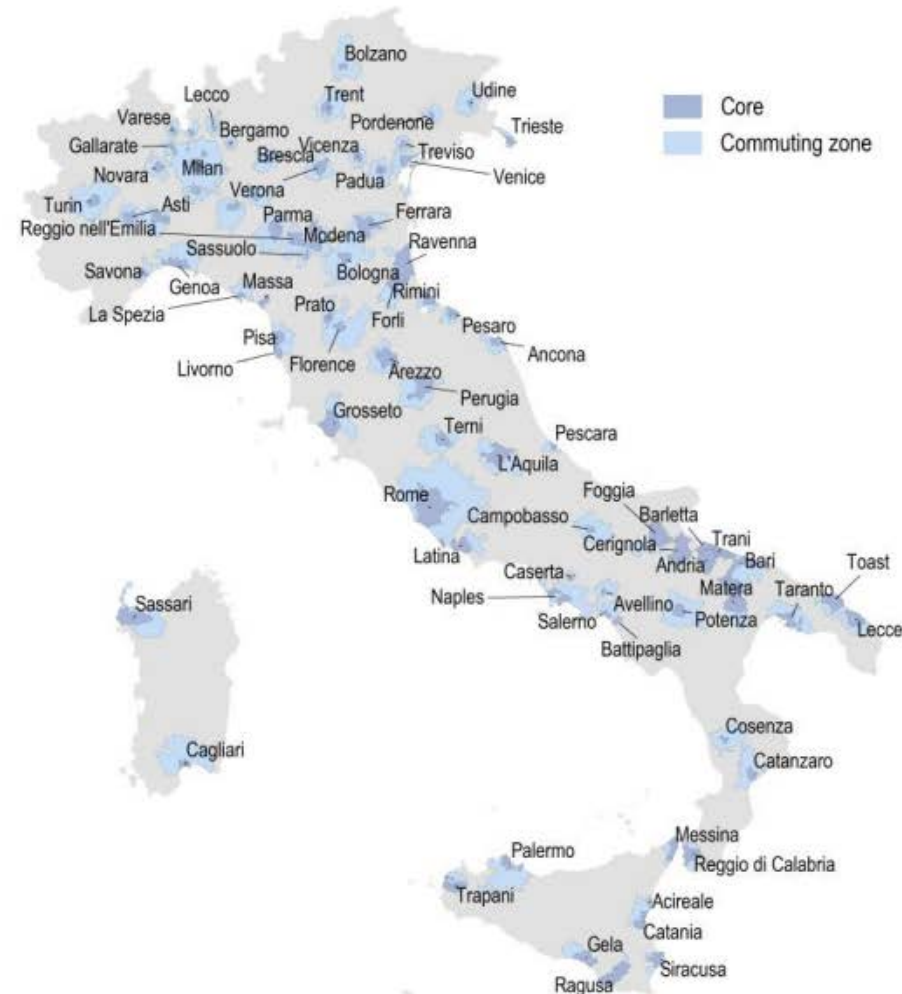 Bolzano
Lecco
Trent
Udine
Core
Varese
Bergamo
Pordenone
Trieste
Commuting zone
Gallarate
Brescia
Vicenza
Treviso
Novara
Milan
Verona
Padua
Venice
Turin
Asti
Parma
Ferrara
Reggio nell'Emilia
Modena
Ravenna
Sassuolo
Savona
Genoa
Massa
Bologna
Rimini
La Spezia
Prato
Forli
Pesaro
Pisa
Ancona
Livorno
Florence
Arezzo
Perugia
Grosseto
Terni
Pescara
L'Aquila
Rome
Foggia
Barletta
Campobasso
Trani
Latina
Cerignola
Andria
Bari
Toast
Caserta
Matera
Taranto
Naples
Avellino
Potenza
Sassari
Salerno
Lecce
Battipaglia
Cosenza
Cagliari
Catanzaro
Messina
Palermo
Reggio di Calabria
Trapani
Acireale
Catania
Gela
Siracusa
Ragusa